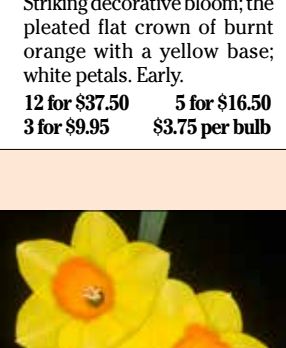 Striking decorative bloom; the
pleated flat crown of burnt
orange with a yellow base;
white petals. Early.
12 for $37.50 5 for $16.50
3 for $9.95 $3.75 per bulb